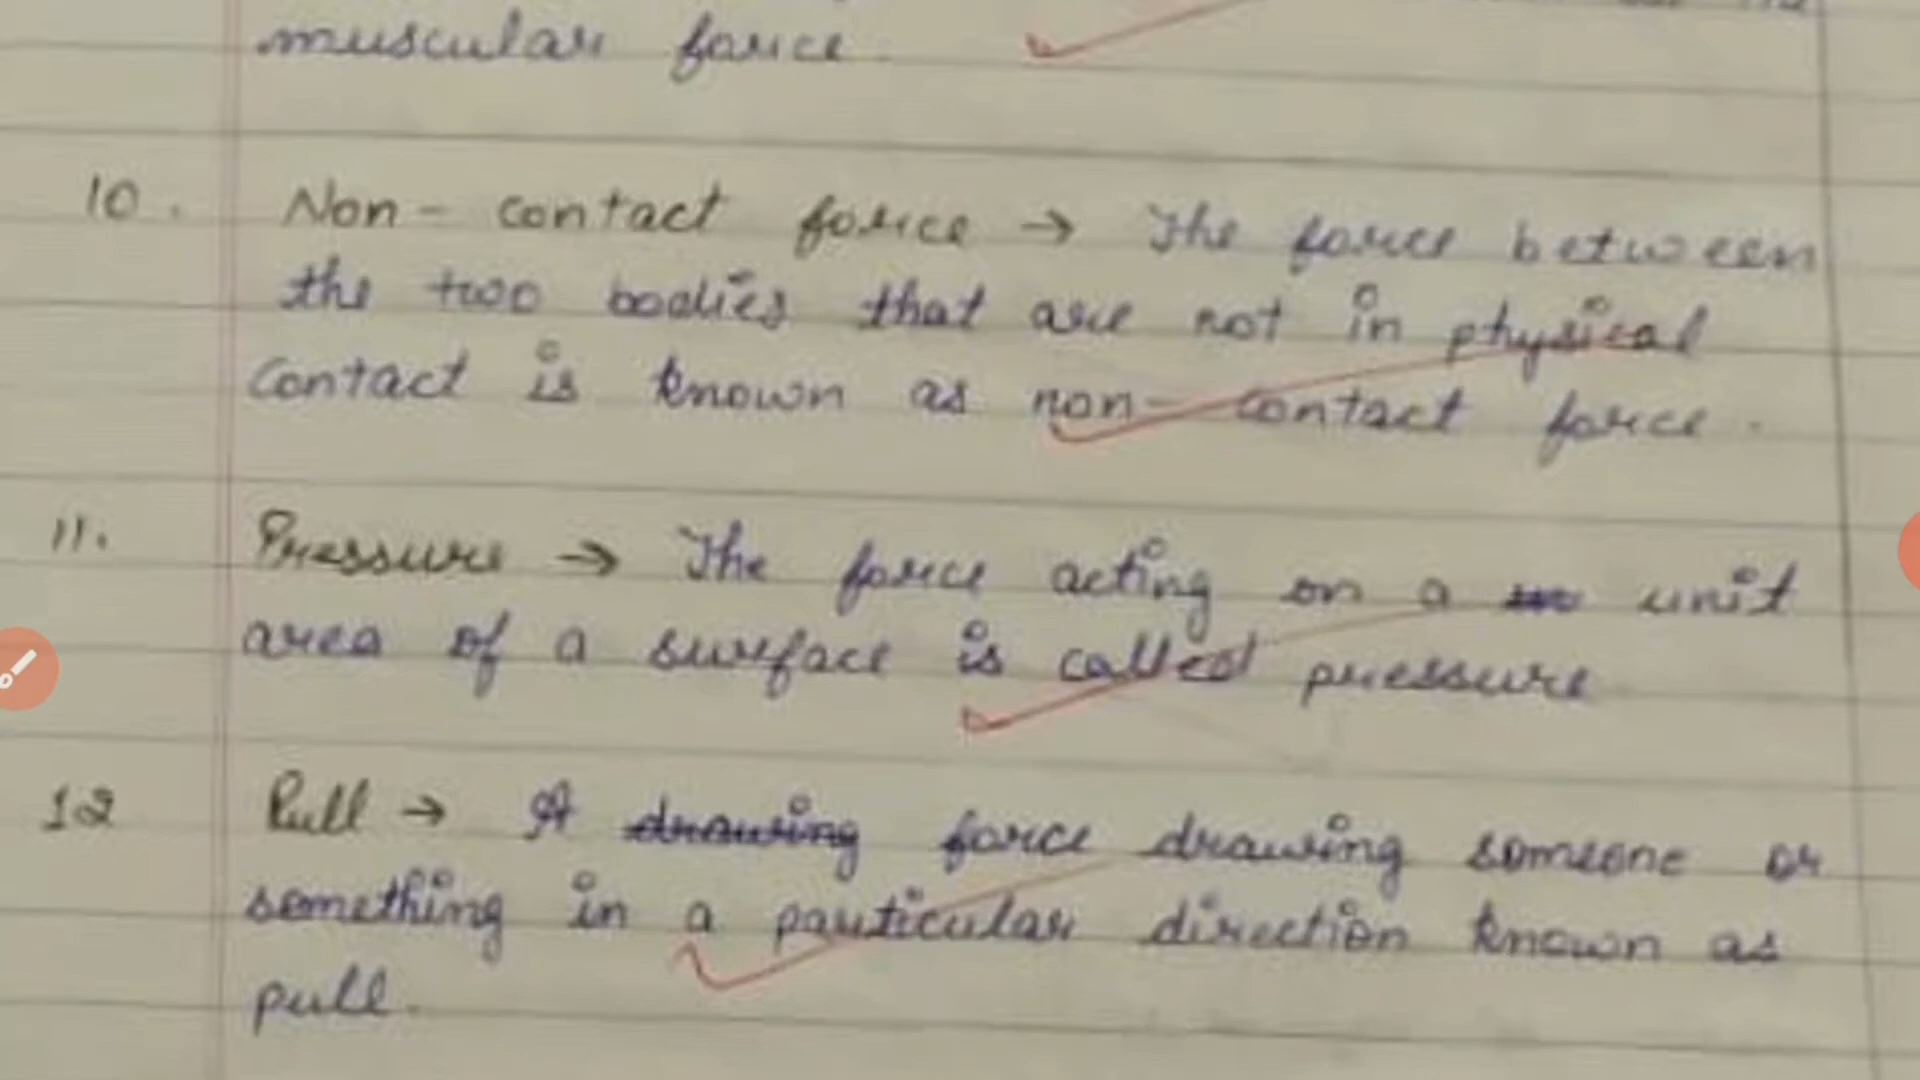 muscular force.
10. Non-contact force → The force between
the two bodies that are not in physical
contact is known as non-contact force.
11. Pressure → The force acting on a unit
area of a surface is called pressure
12 Pull → A drawing force drawing someone or
something in a particular direction known as
pull.